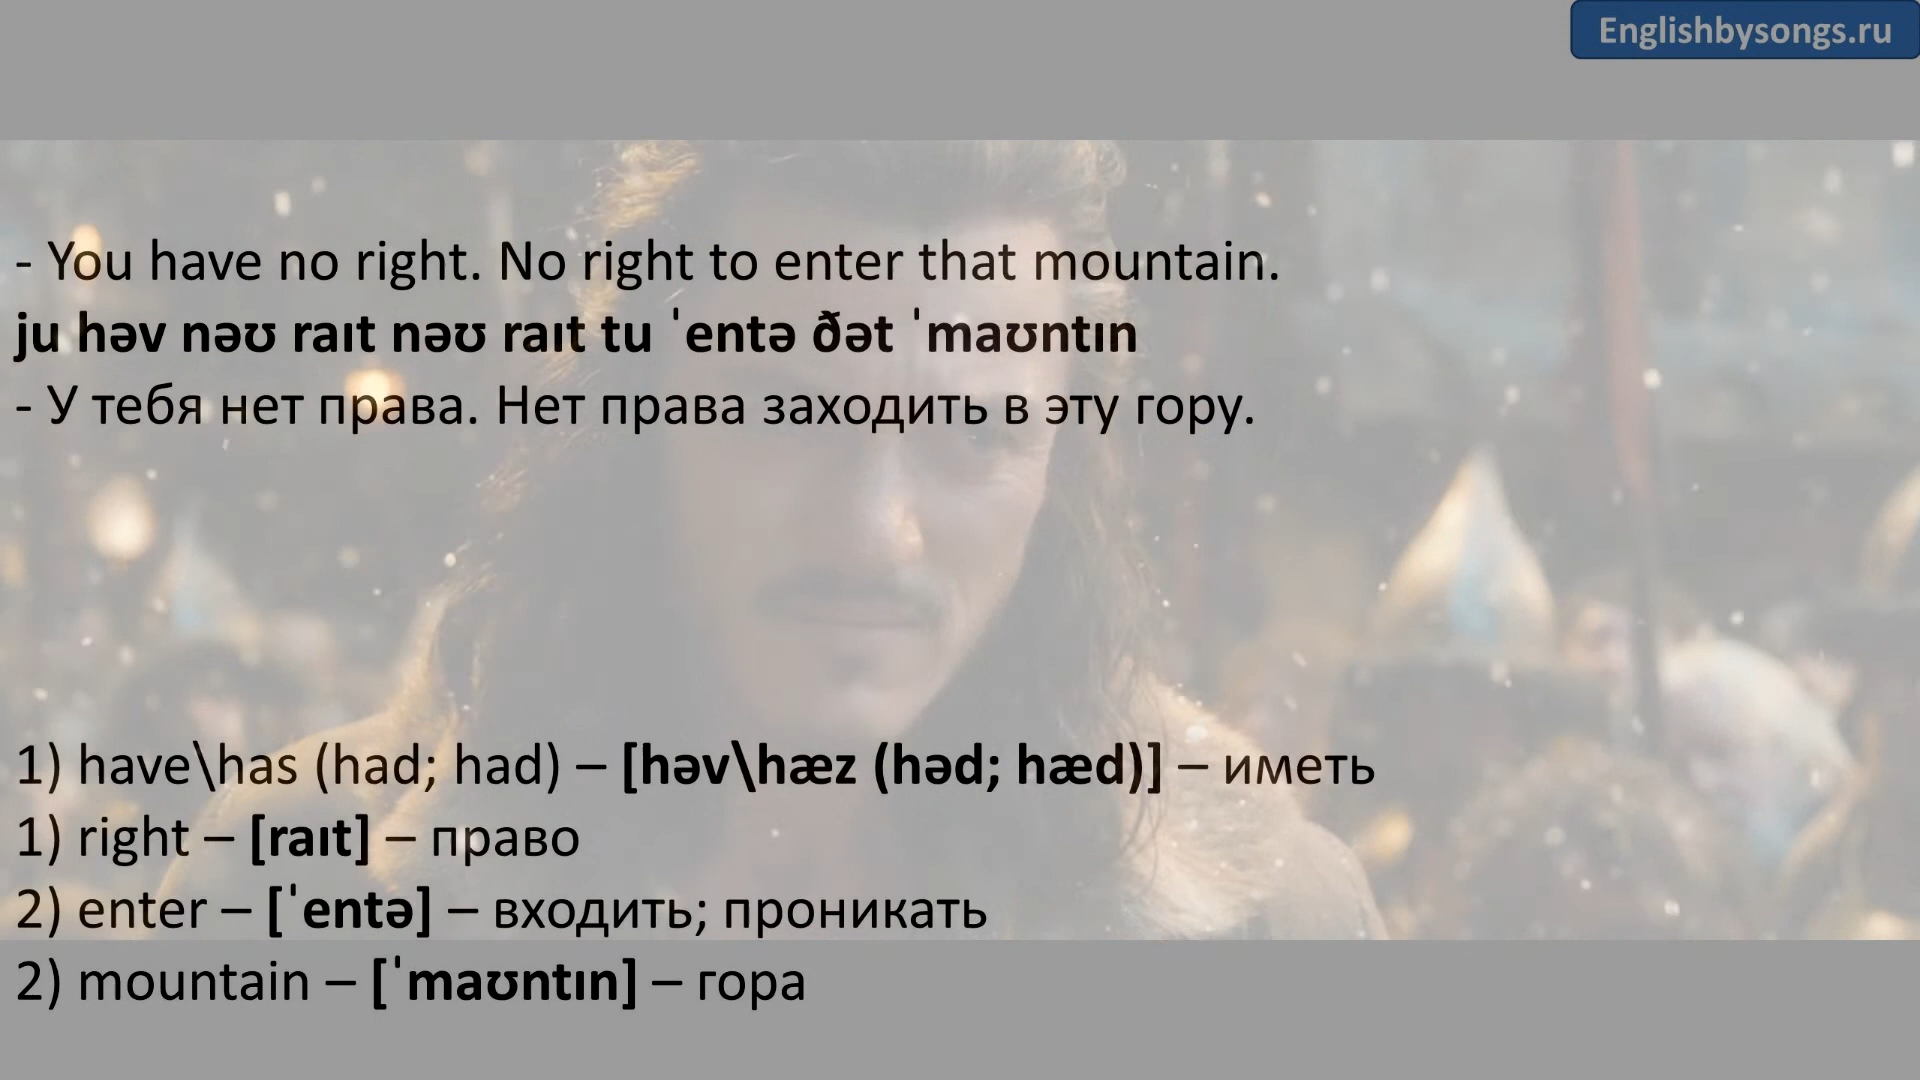 Englishbysongs.ru
- You have no right. No right to enter that mountain.
ju həv nəʊ raɪt nəʊ raɪt tu ˈentə ðət ˈmaʊntɪn
- У тебя нет права. Нет права заходить в эту гору.
1) have\has (had; had) – [həv\hæz (həd; hæd)] – иметь
1) right – [raɪt] – право
2) enter – [ˈentə] – входить; проникать
2) mountain – [ˈmaʊntɪn] – гора